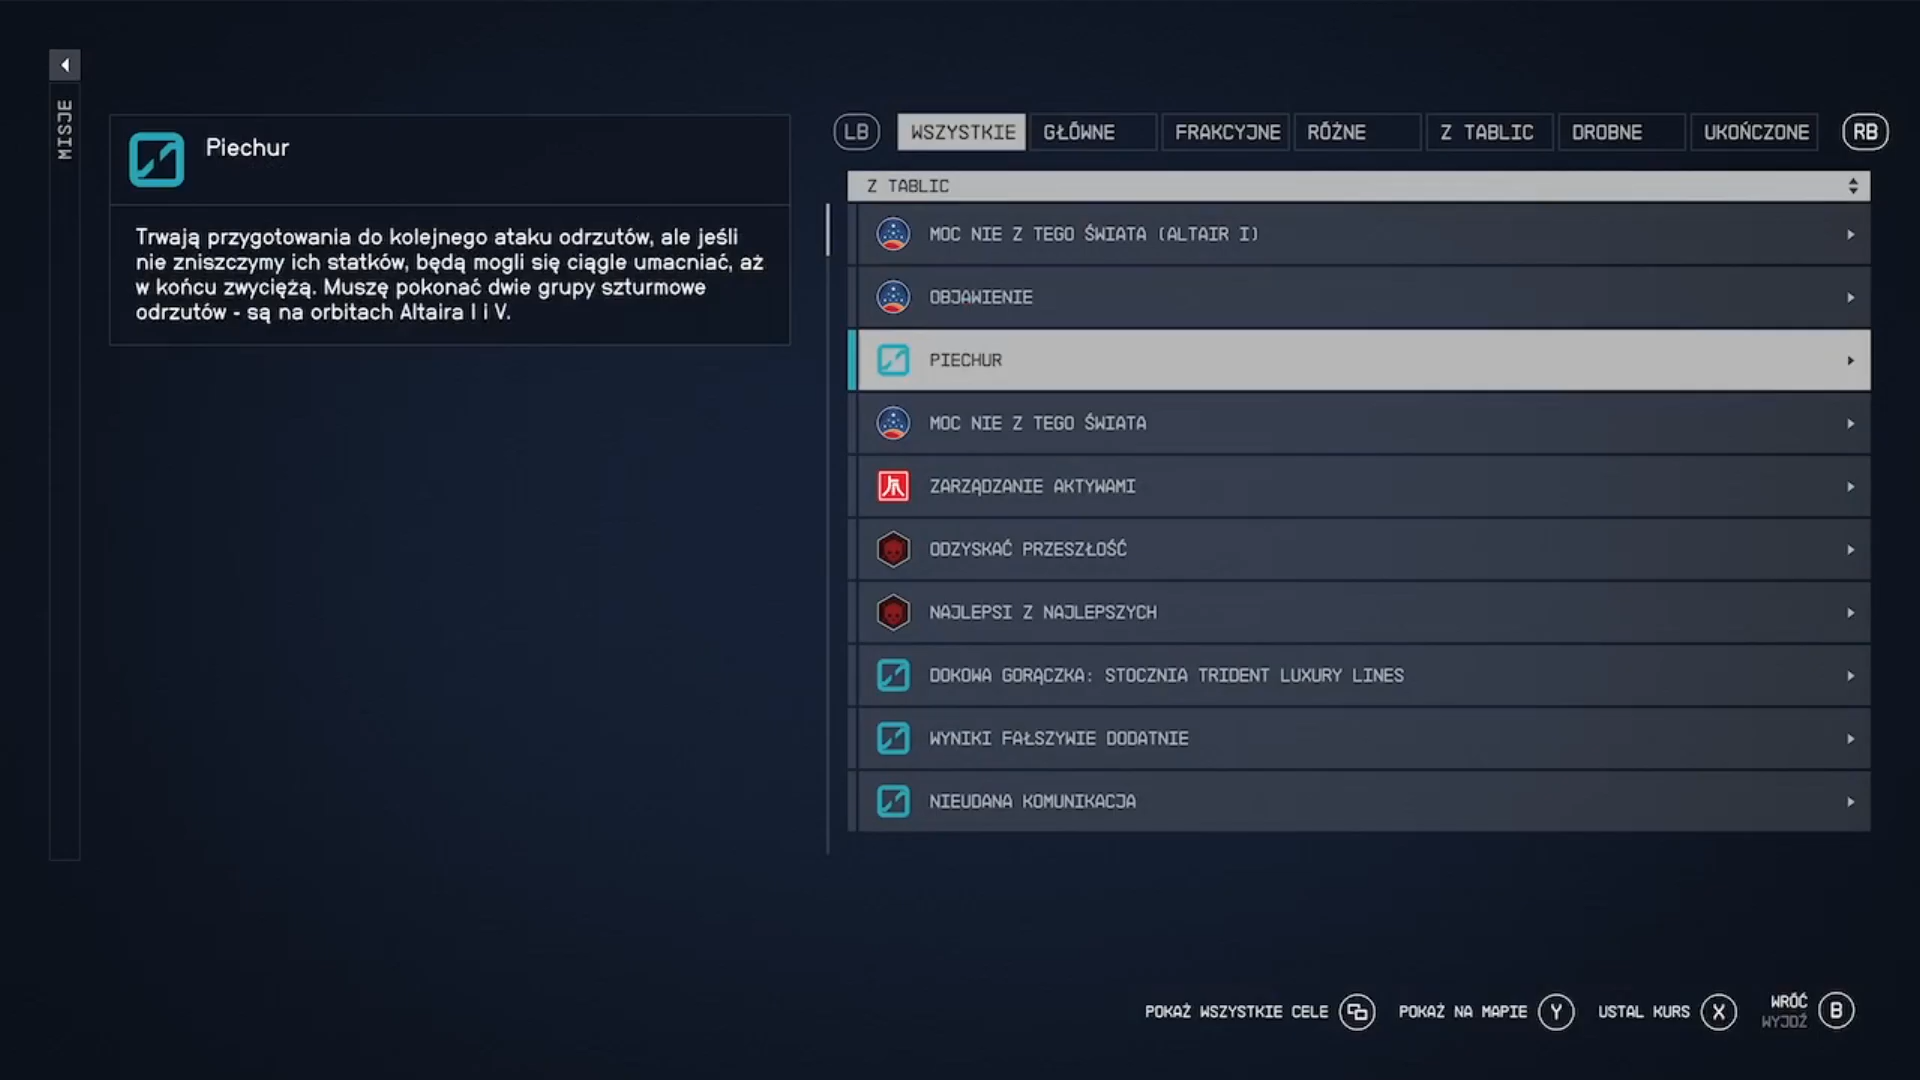 MISJE
Piechur
Trwają przygotowania do kolejnego ataku odrzutów, ale jeśli
nie zniszczymy ich statków, będą mogli się ciągle umacniać, aż
w końcu zwyciężą. Muszę pokonać dwie grupy szturmowe
odrzutów - są na orbitach Altaira I i V.
LB WSZYSTKIE GŁÓWNE FRAKCYJNE RÓŻNE Z TABLIC DROBNE UKOŃCZONE RB
Z TABLIC
MOC NIE Z TEGO ŚWIATA (ALTAIR I)
OBJAWIENIE
PIECHUR
MOC NIE Z TEGO ŚWIATA
ZARZĄDZANIE AKTYWAMI
ODZYSKAĆ PRZESZŁOŚĆ
NAJLEPSI Z NAJLEPSZYCH
DOKOWA GORĄCZKA: STOCZNIA TRIDENT LUXURY LINES
WYNIKI FAŁSZYWIE DODATNIE
NIEUDANA KOMUNIKACJA
POKAŻ WSZYSTKIE CELE POKAŻ NA MAPIE Y USTAL KURS X WRÓĆ B
WYJDŹ